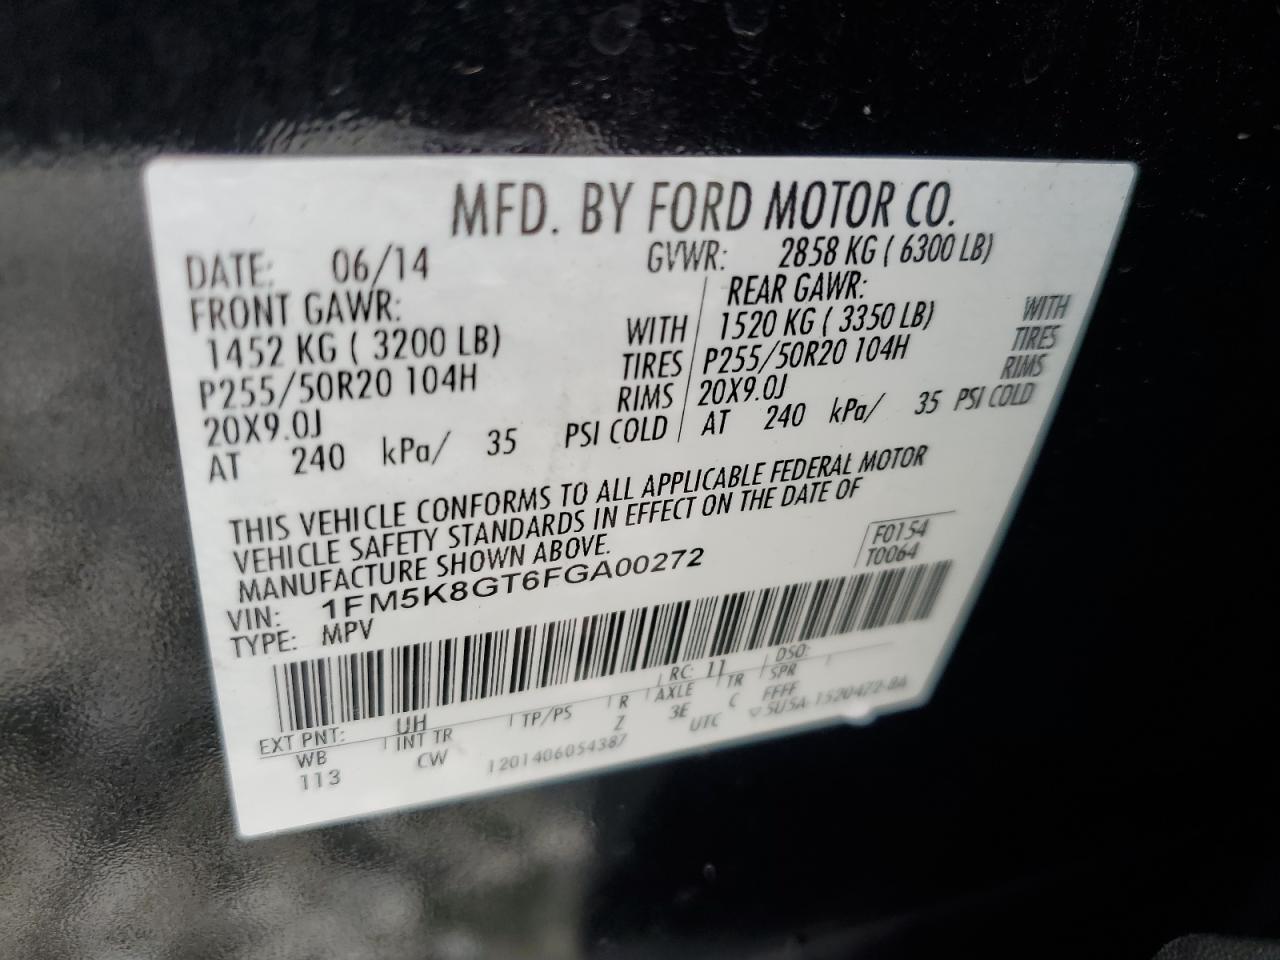 MFD. BY FORD MOTOR CO.
DATE: 06/14 GVWR: 2858 KG ( 6300 LB)
FRONT GAWR: REAR GAWR:
1452 KG ( 3200 LB) WITH 1520 KG ( 3350 LB) WITH
P255/50R20 104H TIRES P255/50R20 104H TIRES
20X9.0J RIMS 20X9.0J RIMS
AT 240 kPa/ 35 PSI COLD AT 240 kPa/ 35 PSI COLD
THIS VEHICLE CONFORMS TO ALL APPLICABLE FEDERAL MOTOR
VEHICLE SAFETY STANDARDS IN EFFECT ON THE DATE OF
MANUFACTURE SHOWN ABOVE.
F0154
T0064
VIN: 1FM5K8GT6FGA00272
TYPE: MPV
EXT PNT: UH RC: 11 DSO:
WB INT TR TP/PS R AXLE TR SPR
113 CW Z 3E C FFFF
1201406054387 UTC ▽5U5A-1520472-8A